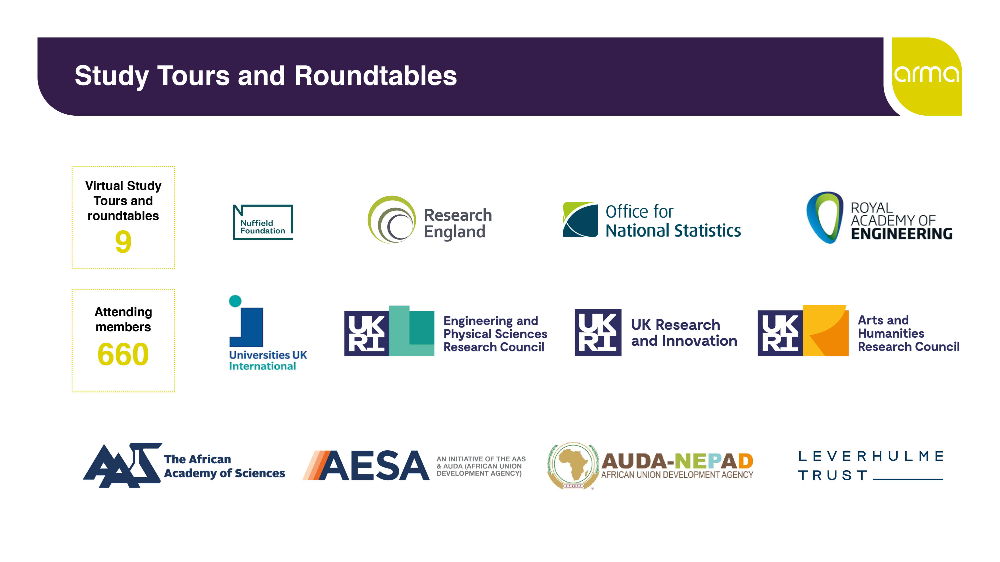 Study Tours and Roundtables
arma
Virtual Study
Tours and
roundtables
9
Nuffield
Foundation
Research
England
Office for
National Statistics
ROYAL
ACADEMY OF
ENGINEERING
Attending
members
660
Universities UK
International
UK
RI
Engineering and
Physical Sciences
Research Council
UK
RI
UK Research
and Innovation
UK
RI
Arts and
Humanities
Research Council
AAS
The African
Academy of Sciences
AESA
AN INITIATIVE OF THE AAS
& AUDA (AFRICAN UNION
DEVELOPMENT AGENCY)
AUDA-NEPAD
AFRICAN UNION DEVELOPMENT AGENCY
LEVERHULME
TRUST